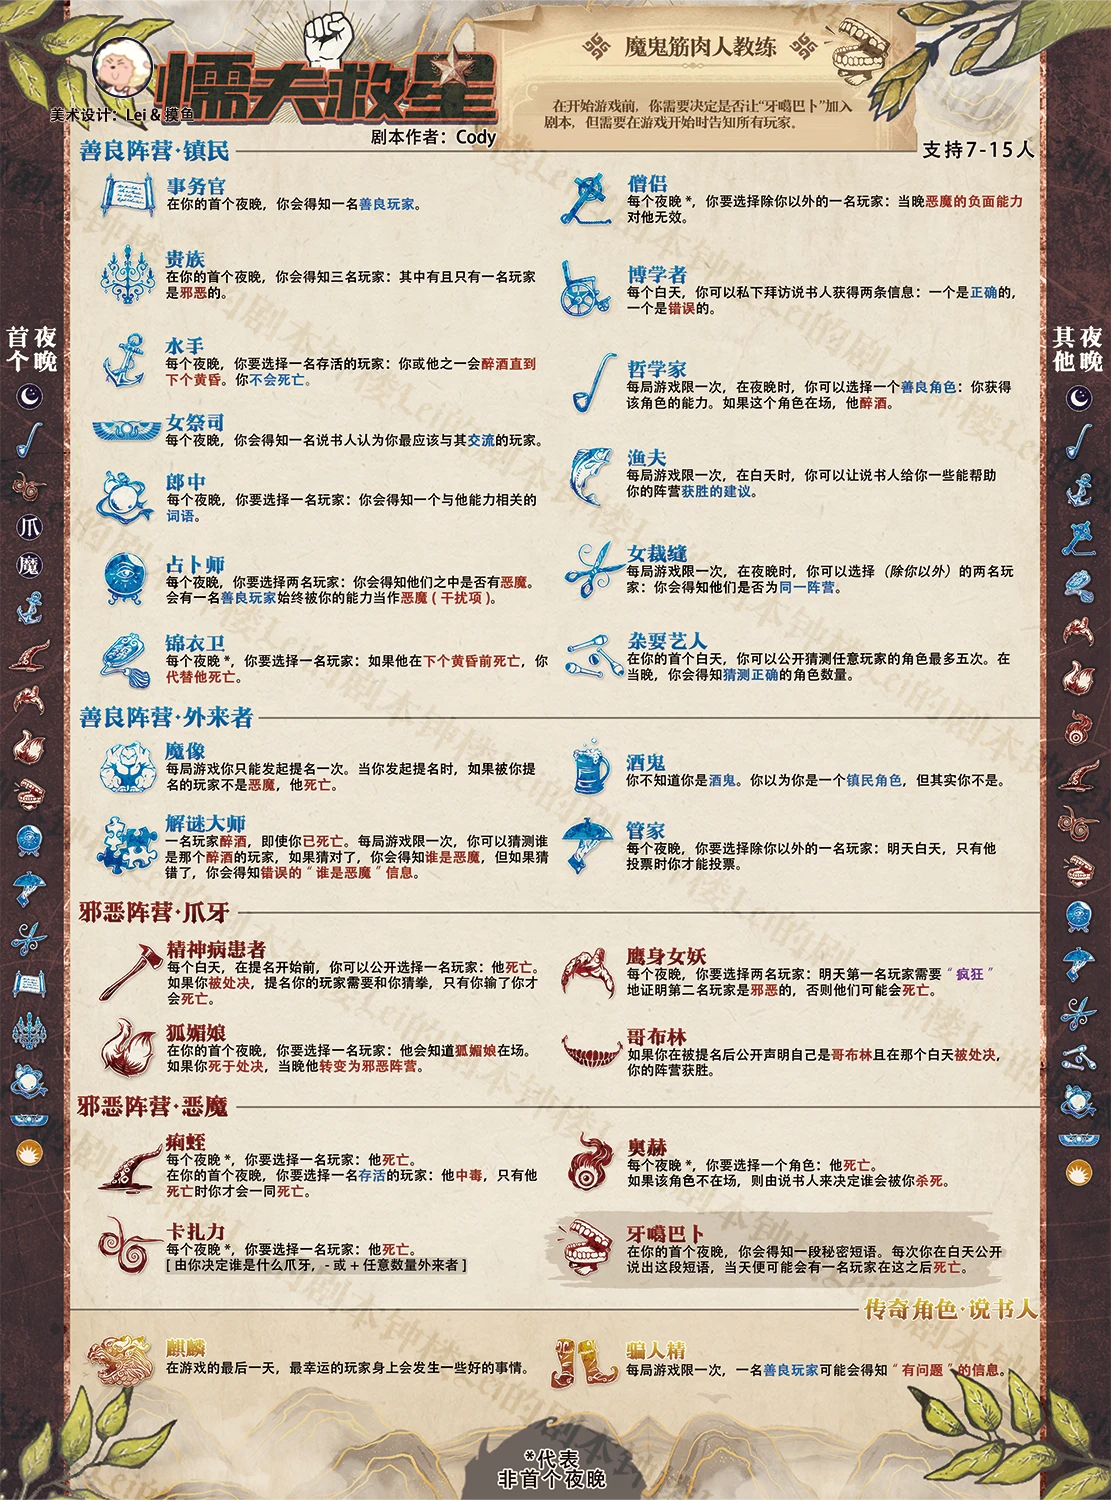 懦夫救星
美术设计：Lei & 摸鱼
剧本作者：Cody
魔鬼筋肉人教练
在开始游戏前，你需要决定是否让“牙噶巴卜”加入
剧本，但需要在游戏开始时告知所有玩家。
支持7-15人
善良阵营·镇民
事务官
在你的首个夜晚，你会得知一名善良玩家。
贵族
在你的首个夜晚，你会得知三名玩家：其中有且只有一名玩家
是邪恶的。
水手
每个夜晚，你要选择一名存活的玩家：你或他之一会醉酒直到
下个黄昏。你不会死亡。
女祭司
每个夜晚，你会得知一名说书人认为你最应该与其交流的玩家。
郎中
每个夜晚，你要选择一名玩家：你会得知一个与他能力相关的
词语。
占卜师
每个夜晚，你要选择两名玩家：你会得知他们之中是否有恶魔。
会有一名善良玩家始终被你的能力当作恶魔（干扰项）。
锦衣卫
每个夜晚*，你要选择一名玩家：如果他在下个黄昏前死亡，你
代替他死亡。
僧侣
每个夜晚*，你要选择除你以外的一名玩家：当晚恶魔的负面能力
对他无效。
博学者
每个白天，你可以私下拜访说书人获得两条信息：一个是正确的，
一个是错误的。
哲学家
每局游戏限一次，在夜晚时，你可以选择一个善良角色：你获得
该角色的能力。如果这个角色在场，他醉酒。
渔夫
每局游戏限一次，在白天时，你可以让说书人给你一些能帮助
你的阵营获胜的建议。
女裁缝
每局游戏限一次，在夜晚时，你可以选择（除你以外）的两名玩
家：你会得知他们是否为同一阵营。
杂耍艺人
在你的首个白天，你可以公开猜测任意玩家的角色最多五次。在
当晚，你会得知猜测正确的角色数量。
善良阵营·外来者
魔像
每局游戏你只能发起提名一次。当你发起提名时，如果被你提
名的玩家不是恶魔，他死亡。
解谜大师
一名玩家醉酒，即使你已死亡。每局游戏限一次，你可以猜测谁
是那个醉酒的玩家，如果猜对了，你会得知谁是恶魔，但如果猜
错了，你会得知错误的“谁是恶魔”信息。
酒鬼
你不知道你是酒鬼。你以为你是一个镇民角色，但其实你不是。
管家
每个夜晚，你要选择除你以外的一名玩家：明天白天，只有他
投票时你才能投票。
邪恶阵营·爪牙
精神病患者
每个白天，在提名开始前，你可以公开选择一名玩家：他死亡。
如果你被处决，提名你的玩家需要和你猜拳，只有你输了你才
会死亡。
狐媚娘
在你的首个夜晚，你要选择一名玩家：他会知道狐媚娘在场。
如果你死于处决，当晚他转变为邪恶阵营。
鹰身女妖
每个夜晚，你要选择两名玩家：明天第一名玩家需要“疯狂”
地证明第二名玩家是邪恶的，否则他们可能会死亡。
哥布林
如果你在被提名后公开声明自己是哥布林且在那个白天被处决，
你的阵营获胜。
邪恶阵营·恶魔
痢蛭
每个夜晚*，你要选择一名玩家：他死亡。
在你的首个夜晚，你要选择一名存活的玩家：他中毒，只有他
死亡时你才会一同死亡。
卡扎力
每个夜晚*，你要选择一名玩家：他死亡。
[由你决定谁是什么爪牙，-或+任意数量外来者]
奥赫
每个夜晚*，你要选择一个角色：他死亡。
如果该角色不在场，则由说书人来决定谁会被你杀死。
牙噶巴卜
在你的首个夜晚，你会得知一段秘密短语。每次你在白天公开
说出这段短语，当天便可能会有一名玩家在这之后死亡。
传奇角色·说书人
麒麟
在游戏的最后一天，最幸运的玩家身上会发生一些好的事情。
骗人精
每局游戏限一次，一名善良玩家可能会得知“有问题”的信息。
*代表
非首个夜晚
首个夜晚
爪
魔
其他夜晚